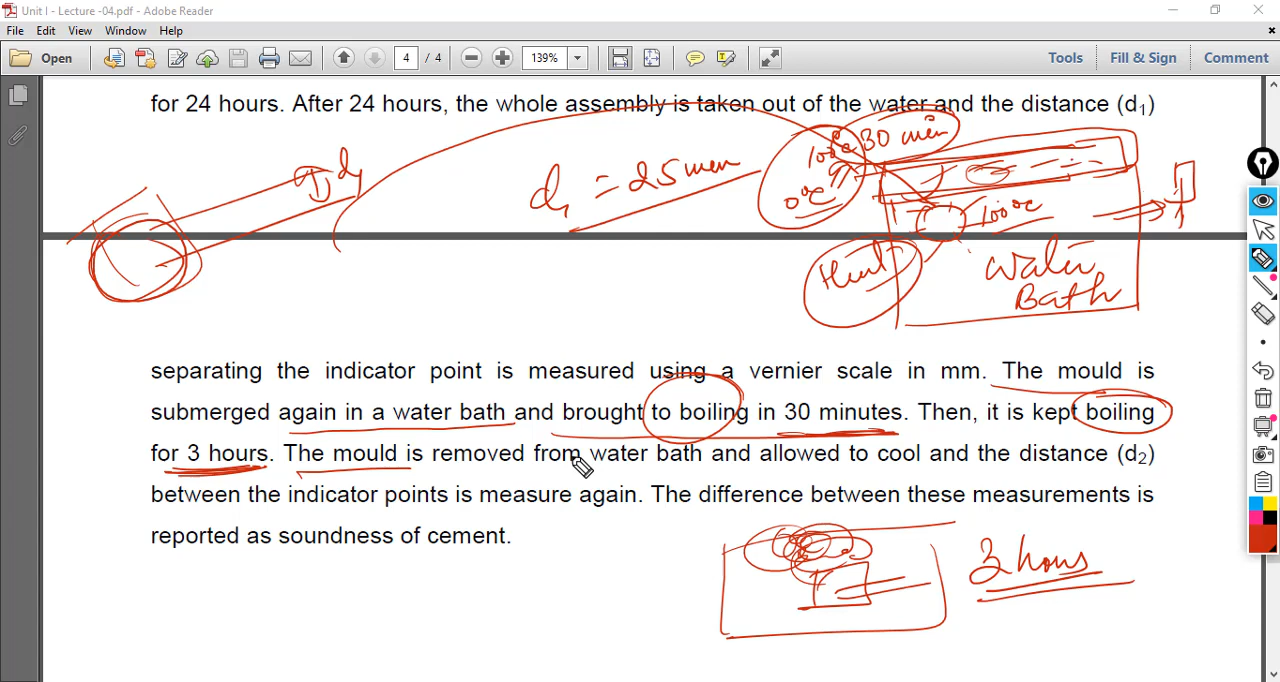 Unit I - Lecture -04.pdf - Adobe Reader
File Edit View Window Help
Open 4 / 4 139% Tools Fill & Sign Comment
for 24 hours. After 24 hours, the whole assembly is taken out of the water and the distance (d1)
d1
d1 = 25 mm
100°c 30 min
0°c
100°c
Water
Bath
separating the indicator point is measured using a vernier scale in mm. The mould is
submerged again in a water bath and brought to boiling in 30 minutes. Then, it is kept boiling
for 3 hours. The mould is removed from water bath and allowed to cool and the distance (d2)
between the indicator points is measure again. The difference between these measurements is
reported as soundness of cement.
3 hours